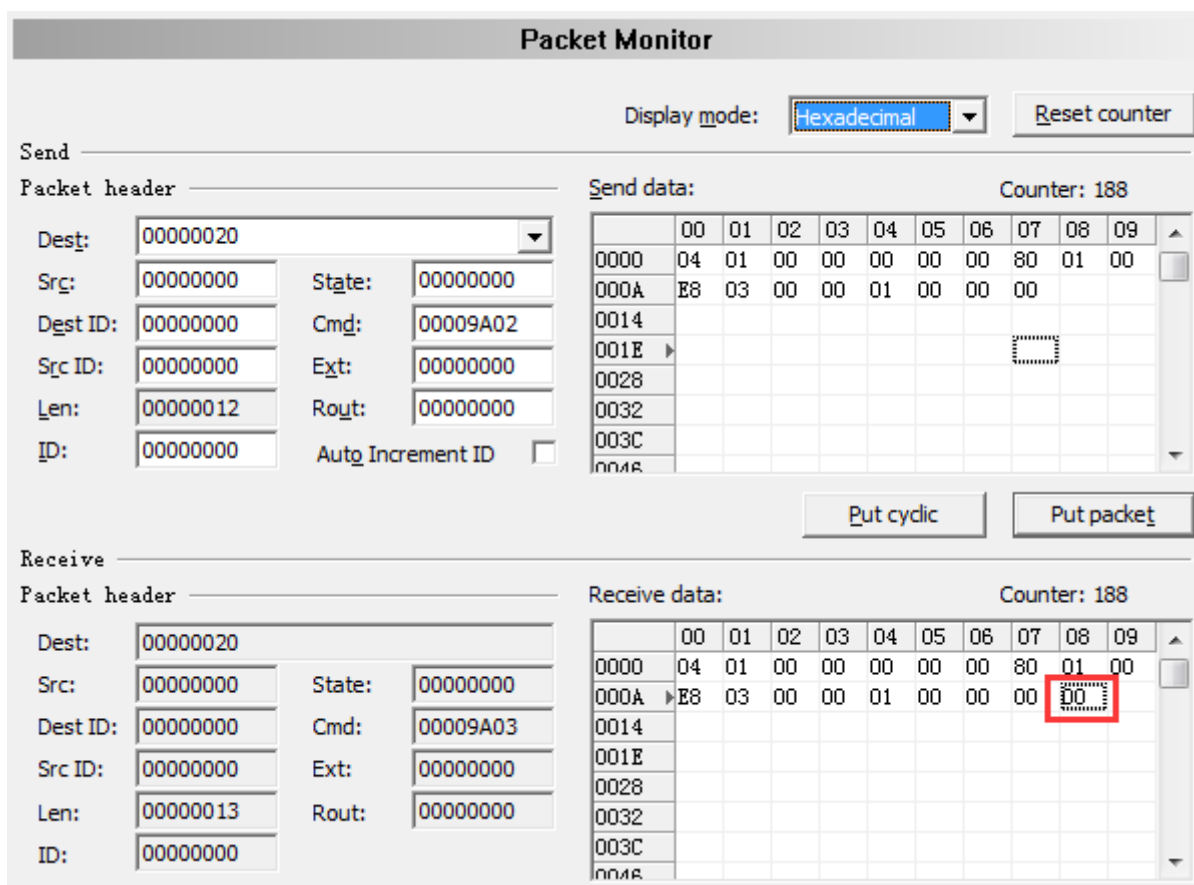 Packet Monitor
Display mode: Hexadecimal Reset counter
Send
Packet header Send data: Counter: 188
Dest: 00000020
Src: 00000000 State: 00000000
Dest ID: 00000000 Cmd: 00009A02
Src ID: 00000000 Ext: 00000000
Len: 00000012 Rout: 00000000
ID: 00000000 Auto Increment ID
00 01 02 03 04 05 06 07 08 09
0000 04 01 00 00 00 00 00 80 01 00
000A E8 03 00 00 01 00 00 00
0014
001E
0028
0032
003C
0046
Put cyclic Put packet
Receive
Packet header Receive data: Counter: 188
Dest: 00000020
Src: 00000000 State: 00000000
Dest ID: 00000000 Cmd: 00009A03
Src ID: 00000000 Ext: 00000000
Len: 00000013 Rout: 00000000
ID: 00000000
00 01 02 03 04 05 06 07 08 09
0000 04 01 00 00 00 00 00 80 01 00
000A E8 03 00 00 01 00 00 00 00
0014
001E
0028
0032
003C
0046